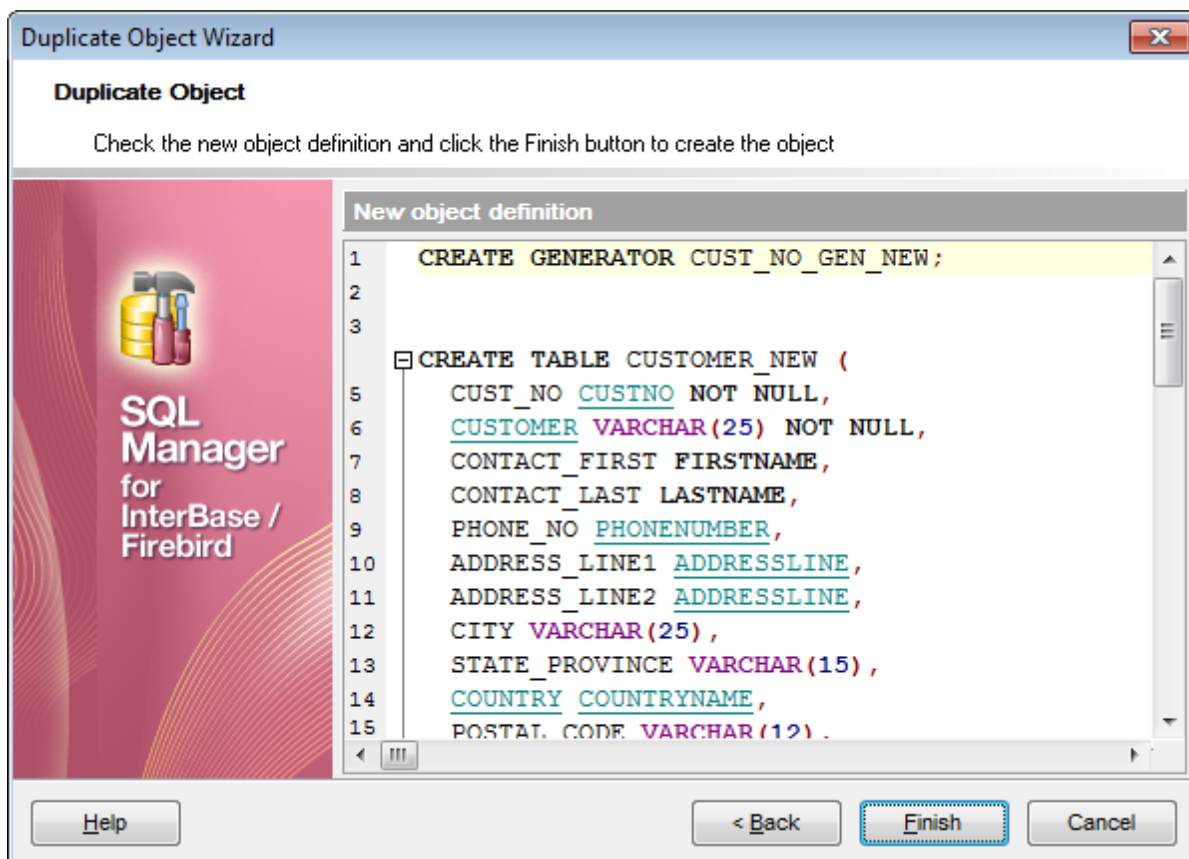 Duplicate Object Wizard
Duplicate Object
Check the new object definition and click the Finish button to create the object
SQL
Manager
for
InterBase /
Firebird
New object definition
1 CREATE GENERATOR CUST_NO_GEN_NEW;
2
3
CREATE TABLE CUSTOMER_NEW (
5 CUST_NO CUSTNO NOT NULL,
6 CUSTOMER VARCHAR(25) NOT NULL,
7 CONTACT_FIRST FIRSTNAME,
8 CONTACT_LAST LASTNAME,
9 PHONE_NO PHONENUMBER,
10 ADDRESS_LINE1 ADDRESSLINE,
11 ADDRESS_LINE2 ADDRESSLINE,
12 CITY VARCHAR(25),
13 STATE_PROVINCE VARCHAR(15),
14 COUNTRY COUNTRYNAME,
15 POSTAL_CODE VARCHAR(12),
Help < Back Finish Cancel